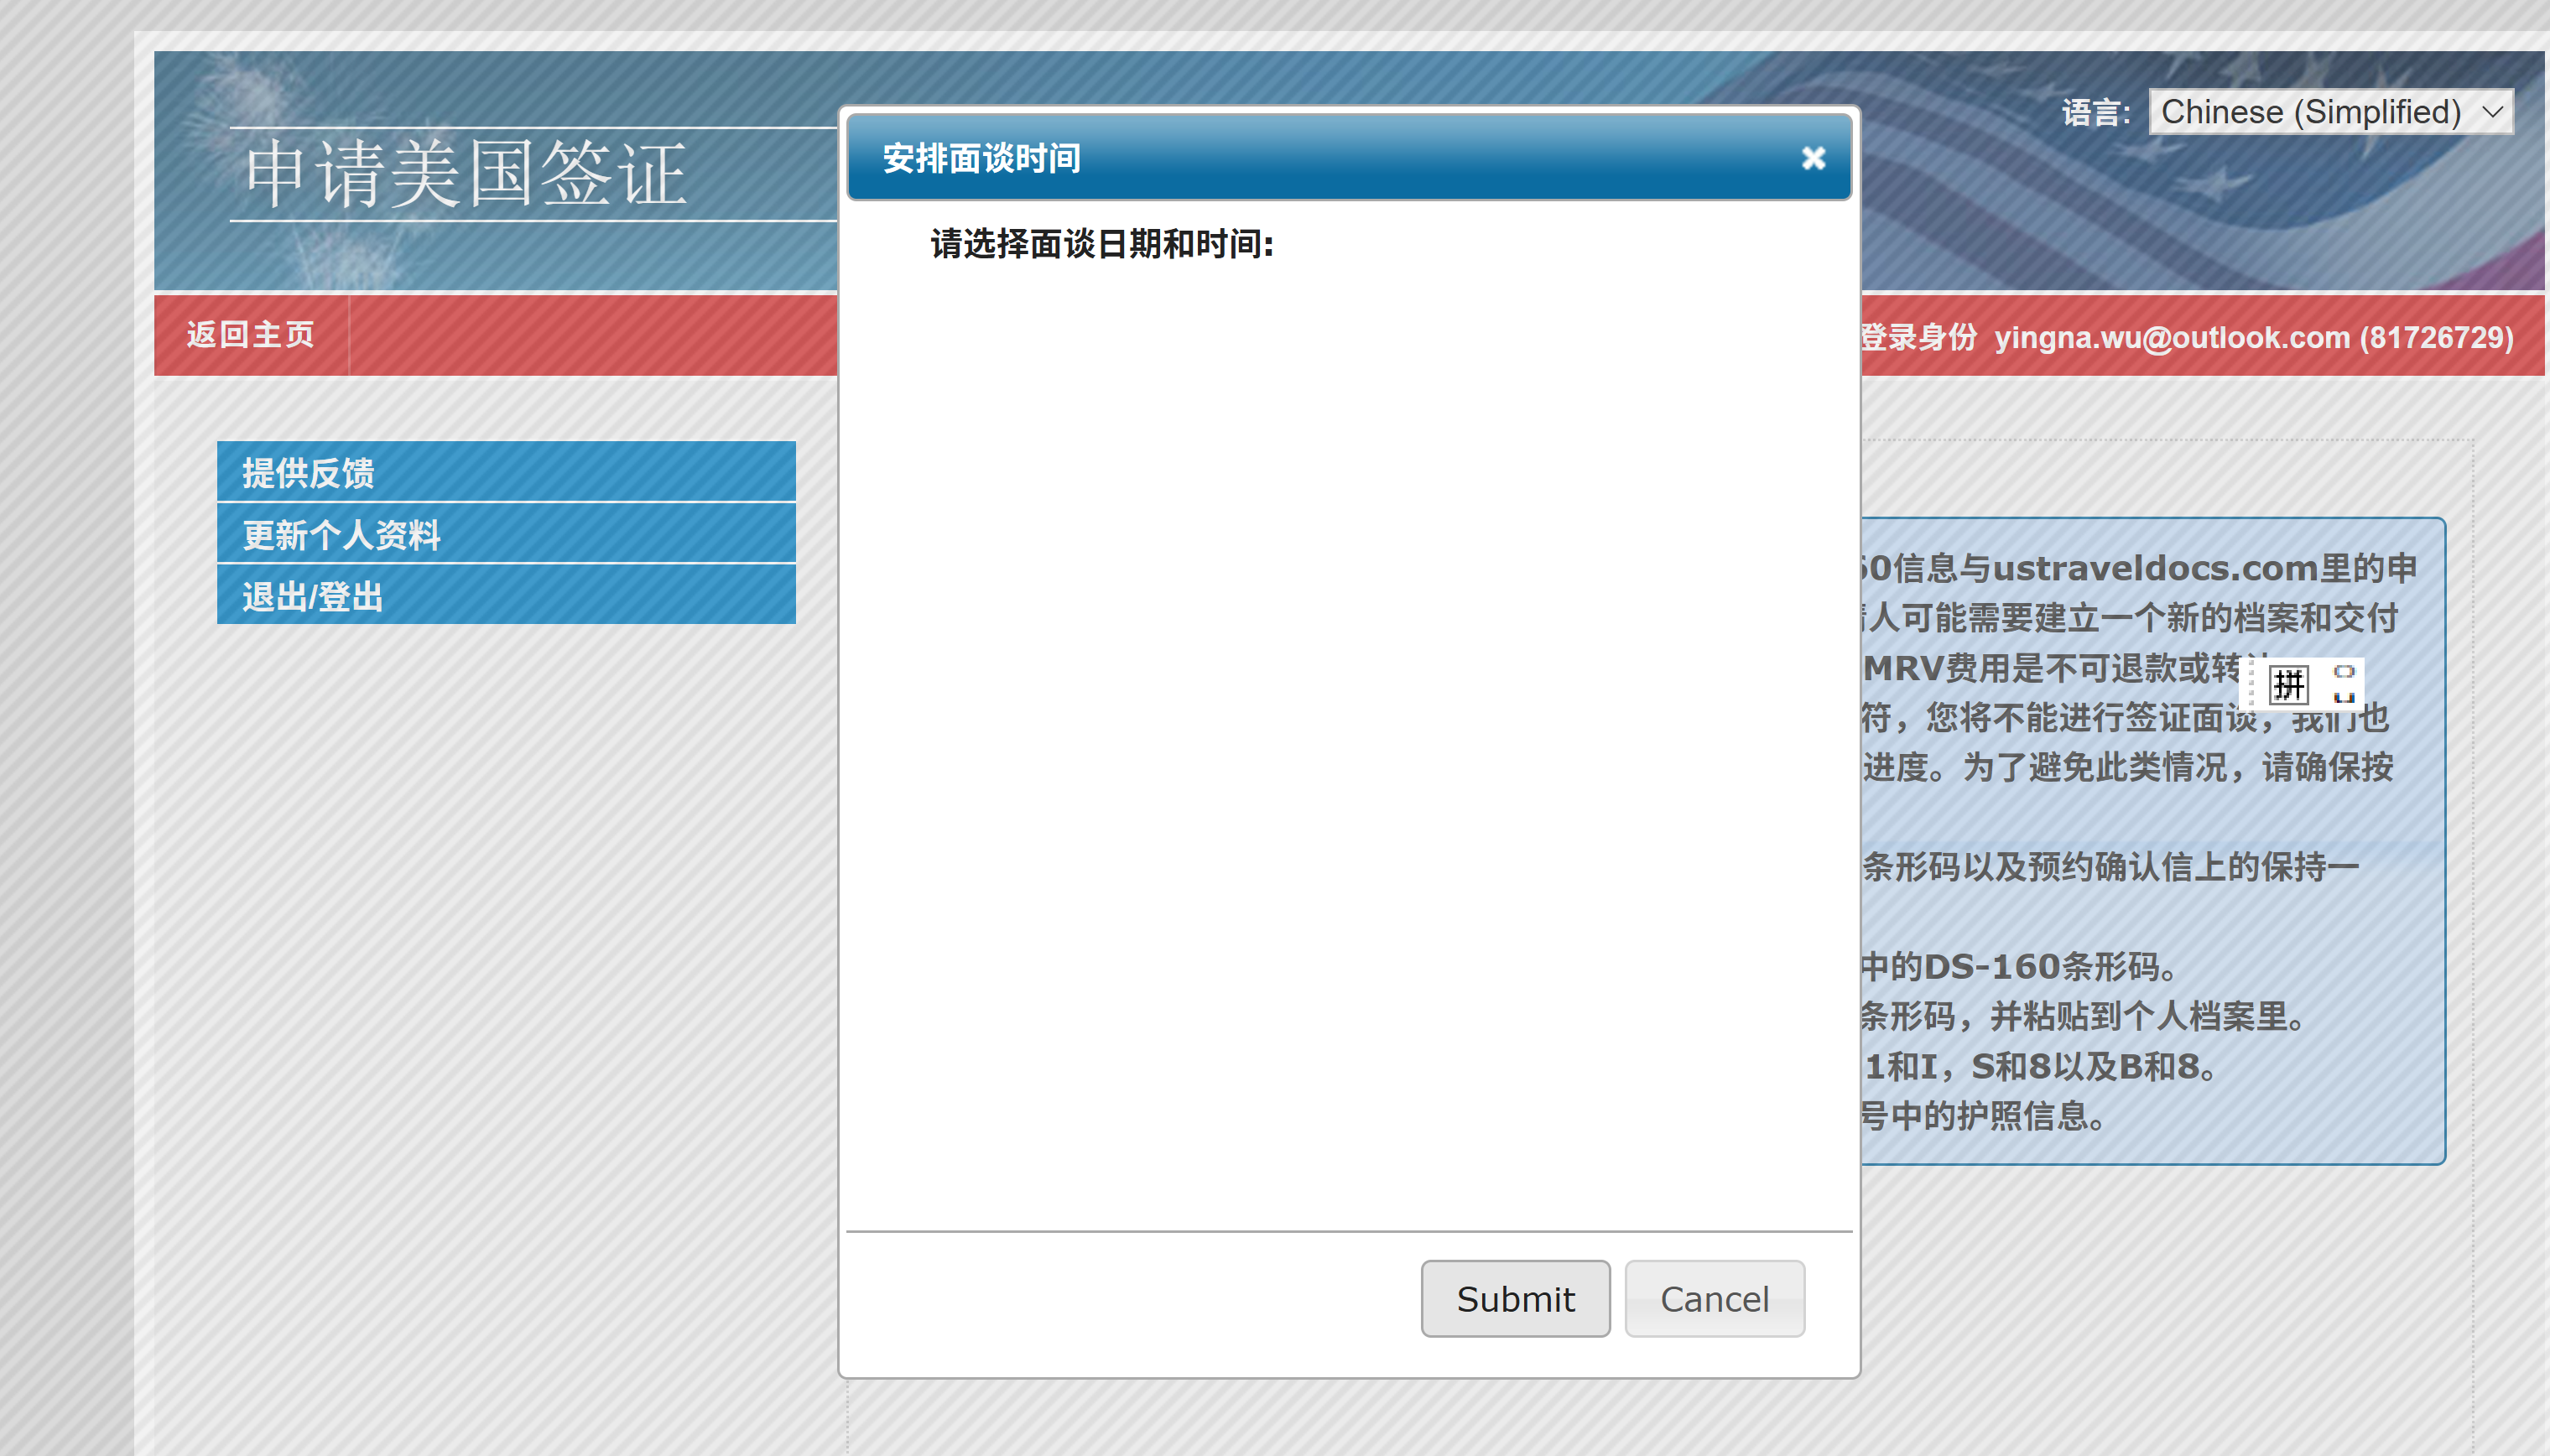 申请美国签证
语言: Chinese (Simplified)
返回主页
登录身份 yingna.wu@outlook.com (81726729)
提供反馈
更新个人资料
退出/登出
安排面谈时间
请选择面谈日期和时间:
Submit
Cancel
60信息与ustraveldocs.com里的申
人可能需要建立一个新的档案和交付
MRV费用是不可退款或转
拼
符，您将不能进行签证面谈，我们也
进度。为了避免此类情况，请确保按
条形码以及预约确认信上的保持一
中的DS-160条形码。
条形码，并粘贴到个人档案里。
1和I，S和8以及B和8。
号中的护照信息。